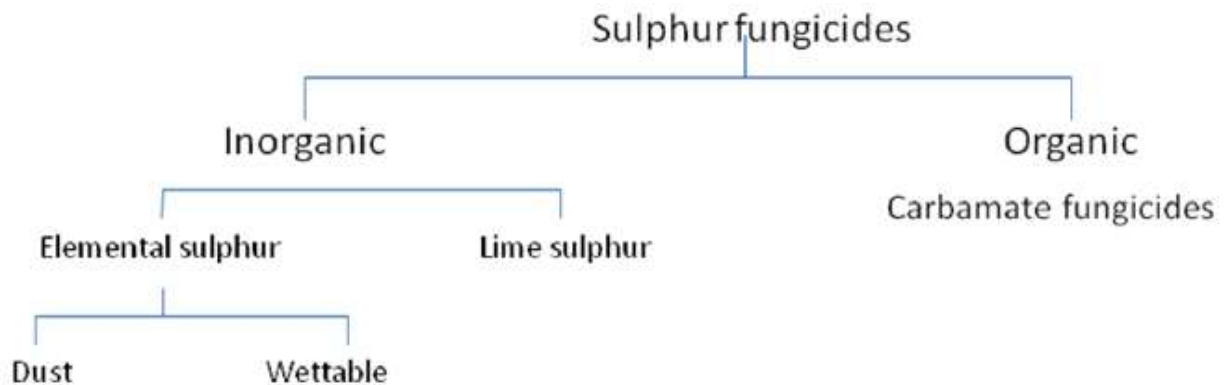 Sulphur fungicides
Inorganic
Organic
Carbamate fungicides
Elemental sulphur
Lime sulphur
Dust
Wettable